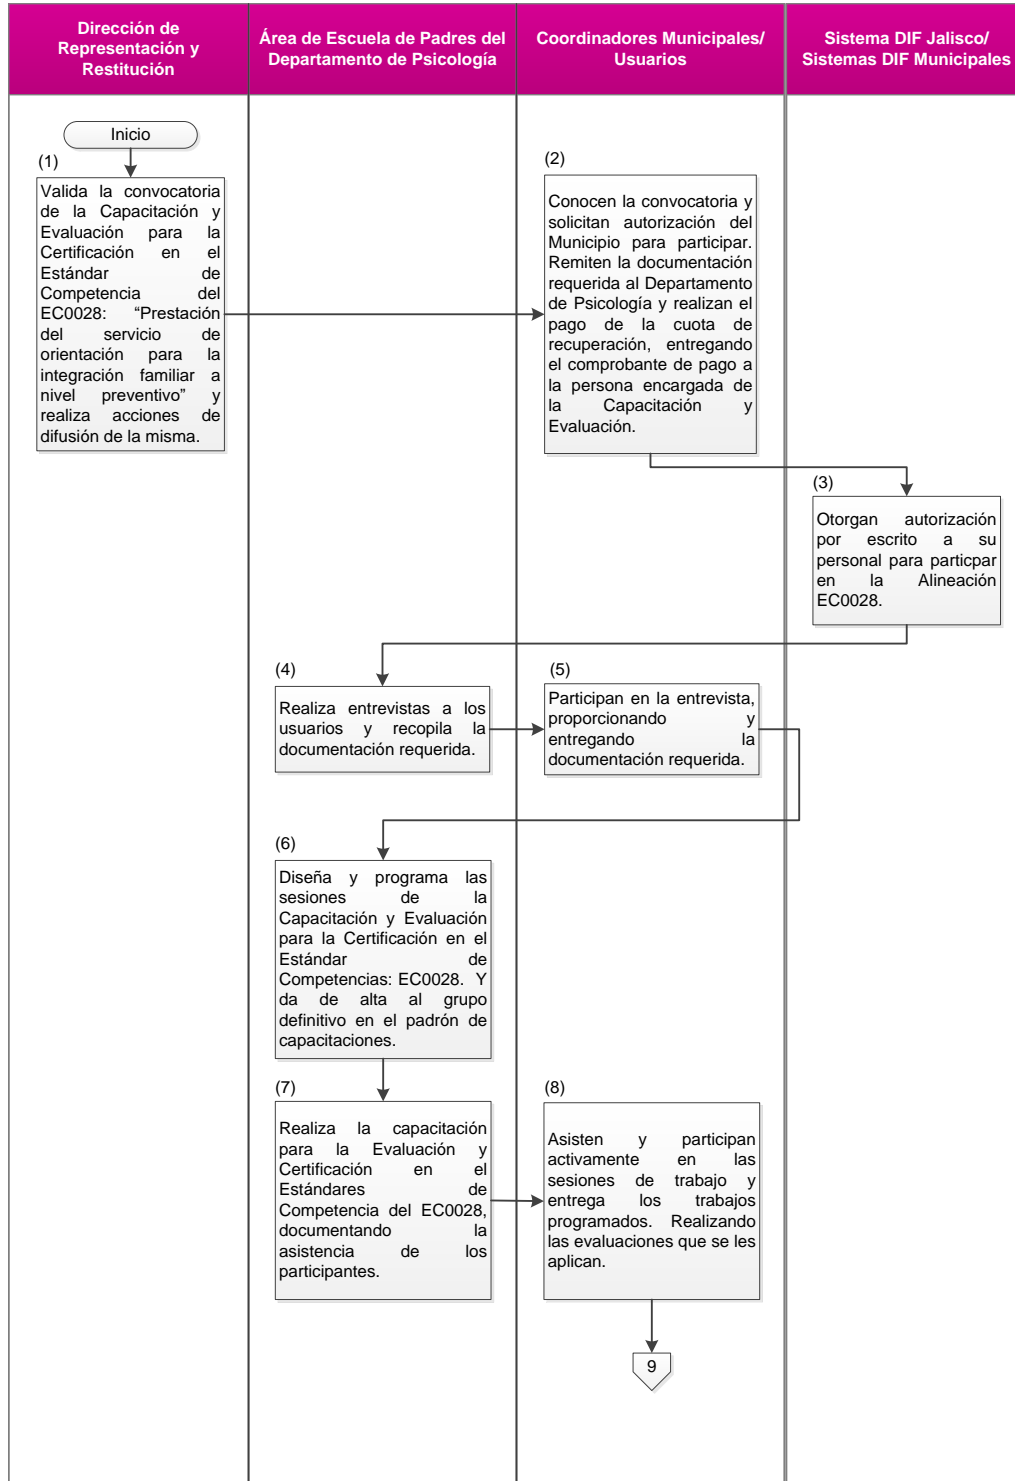 Dirección de
Representación y
Restitución
Área de Escuela de Padres del
Departamento de Psicología
Coordinadores Municipales/
Usuarios
Sistema DIF Jalisco/
Sistemas DIF Municipales
Inicio
(1)
Valida la convocatoria
de la Capacitación y
Evaluación para la
Certificación en el
Estándar de
Competencia del
EC0028: “Prestación
del servicio de
orientación para la
integración familiar a
nivel preventivo” y
realiza acciones de
difusión de la misma.
(2)
Conocen la convocatoria y
solicitan autorización del
Municipio para participar.
Remiten la documentación
requerida al Departamento
de Psicología y realizan el
pago de la cuota de
recuperación, entregando
el comprobante de pago a
la persona encargada de
la Capacitación y
Evaluación.
(3)
Otorgan autorización
por escrito a su
personal para particpar
en la Alineación
EC0028.
(4)
Realiza entrevistas a los
usuarios y recopila la
documentación requerida.
(5)
Participan en la entrevista,
proporcionando y
entregando la
documentación requerida.
(6)
Diseña y programa las
sesiones de la
Capacitación y Evaluación
para la Certificación en el
Estándar de
Competencias: EC0028. Y
da de alta al grupo
definitivo en el padrón de
capacitaciones.
(7)
Realiza la capacitación
para la Evaluación y
Certificación en el
Estándares de
Competencia del EC0028,
documentando la
asistencia de los
participantes.
(8)
Asisten y participan
activamente en las
sesiones de trabajo y
entrega los trabajos
programados. Realizando
las evaluaciones que se les
aplican.
9